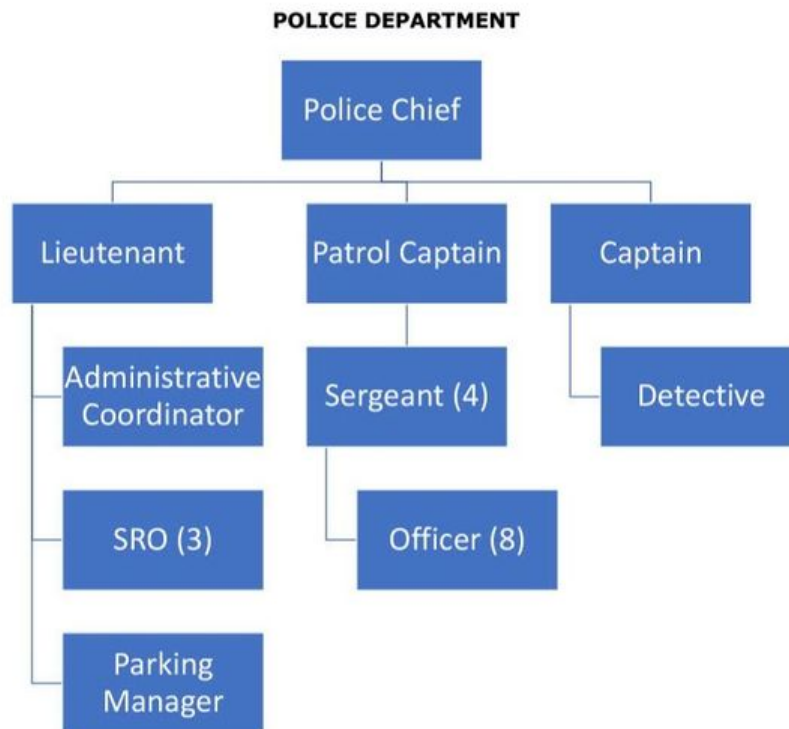 POLICE DEPARTMENT
Police Chief
Lieutenant
Patrol Captain
Captain
Administrative
Coordinator
Sergeant (4)
Detective
SRO (3)
Officer (8)
Parking
Manager